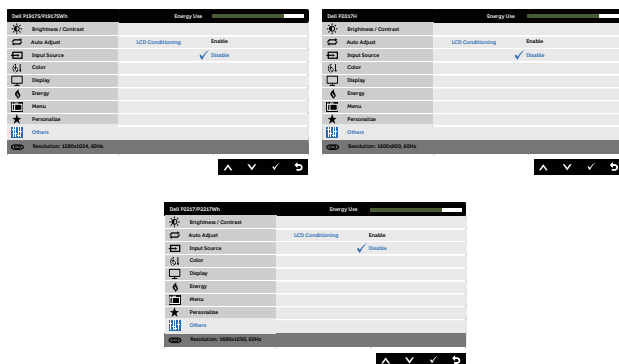 Dell P1917S/P1917SWh Energy Use
Brightness / Contrast
Auto Adjust LCD Conditioning Enable
Input Source Disable
Color
Display
Energy
Menu
Personalize
Others
Resolution: 1280x1024, 60Hz
Dell P2017H Energy Use
Brightness / Contrast
Auto Adjust LCD Conditioning Enable
Input Source Disable
Color
Display
Energy
Menu
Personalize
Others
Resolution: 1600x900, 60Hz
Dell P2217/P2217Wh Energy Use
Brightness / Contrast
Auto Adjust LCD Conditioning Enable
Input Source Disable
Color
Display
Energy
Menu
Personalize
Others
Resolution: 1680x1050, 60Hz